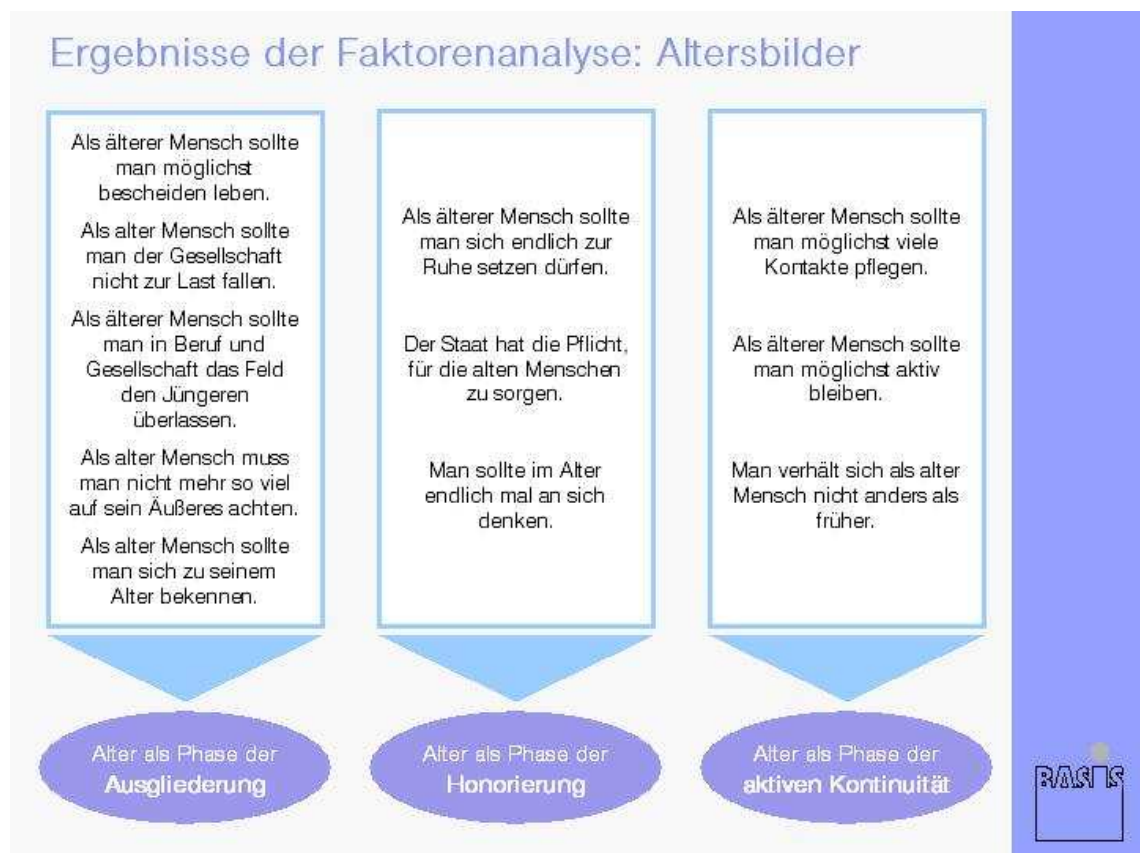 Ergebnisse der Faktorenanalyse: Altersbilder
Als älterer Mensch sollte
man möglichst
bescheiden leben.
Als alter Mensch sollte
man der Gesellschaft
nicht zur Last fallen.
Als älterer Mensch sollte
man in Beruf und
Gesellschaft das Feld
den Jüngeren
überlassen.
Als alter Mensch muss
man nicht mehr so viel
auf sein Äußeres achten.
Als alter Mensch sollte
man sich zu seinem
Alter bekennen.
Alter als Phase der
Ausgliederung
Als älterer Mensch sollte
man sich endlich zur
Ruhe setzen dürfen.
Der Staat hat die Pflicht,
für die alten Menschen
zu sorgen.
Man sollte im Alter
endlich mal an sich
denken.
Alter als Phase der
Honorierung
Als älterer Mensch sollte
man möglichst viele
Kontakte pflegen.
Als älterer Mensch sollte
man möglichst aktiv
bleiben.
Man verhält sich als alter
Mensch nicht anders als
früher.
Alter als Phase der
aktiven Kontinuität
BASIS